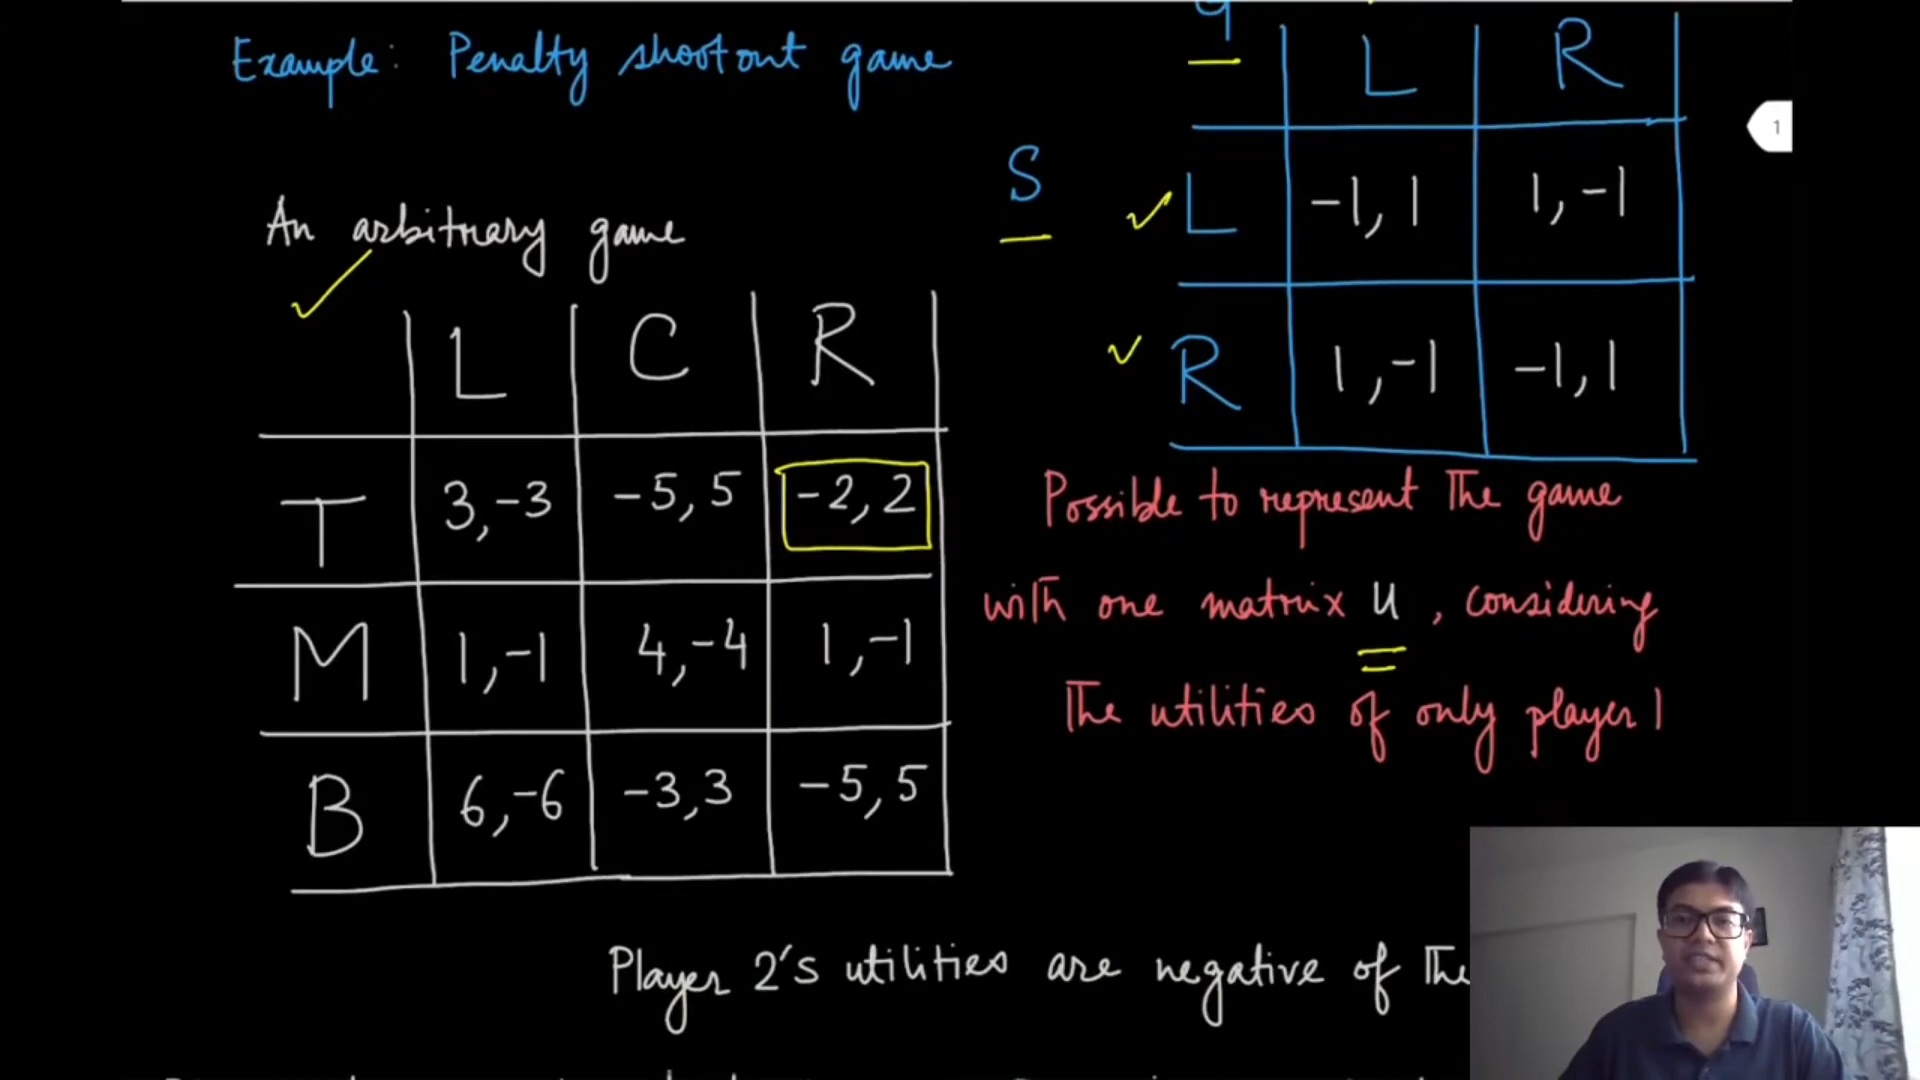 Example: Penalty shootout game
An arbitrary game
L C R
T 3,-3 -5,5 -2,2
M 1,-1 4,-4 1,-1
B 6,-6 -3,3 -5,5
L R
S
L -1,1 1,-1
R 1,-1 -1,1
1
Possible to represent the game
with one matrix u, considering
the utilities of only player 1
Player 2's utilities are negative of the